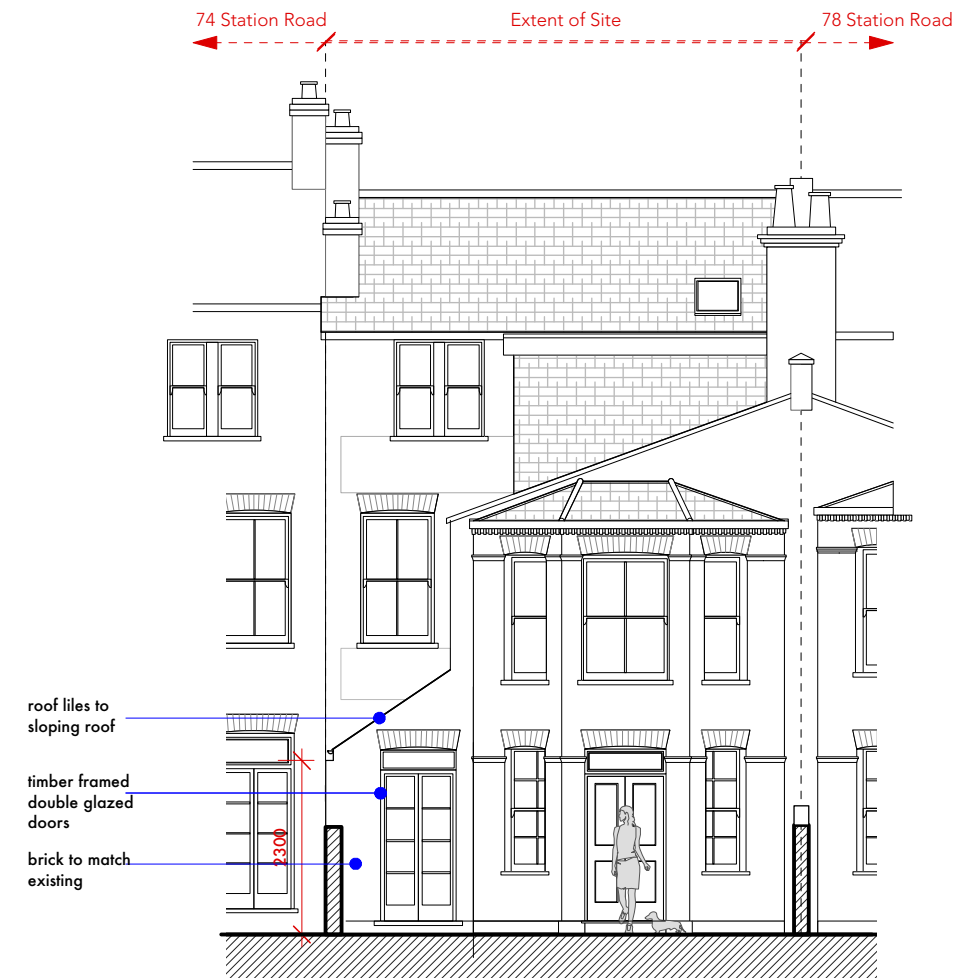 74 Station Road
Extent of Site
78 Station Road
roof liles to
sloping roof
timber framed
double glazed
doors
2300
brick to match
existing